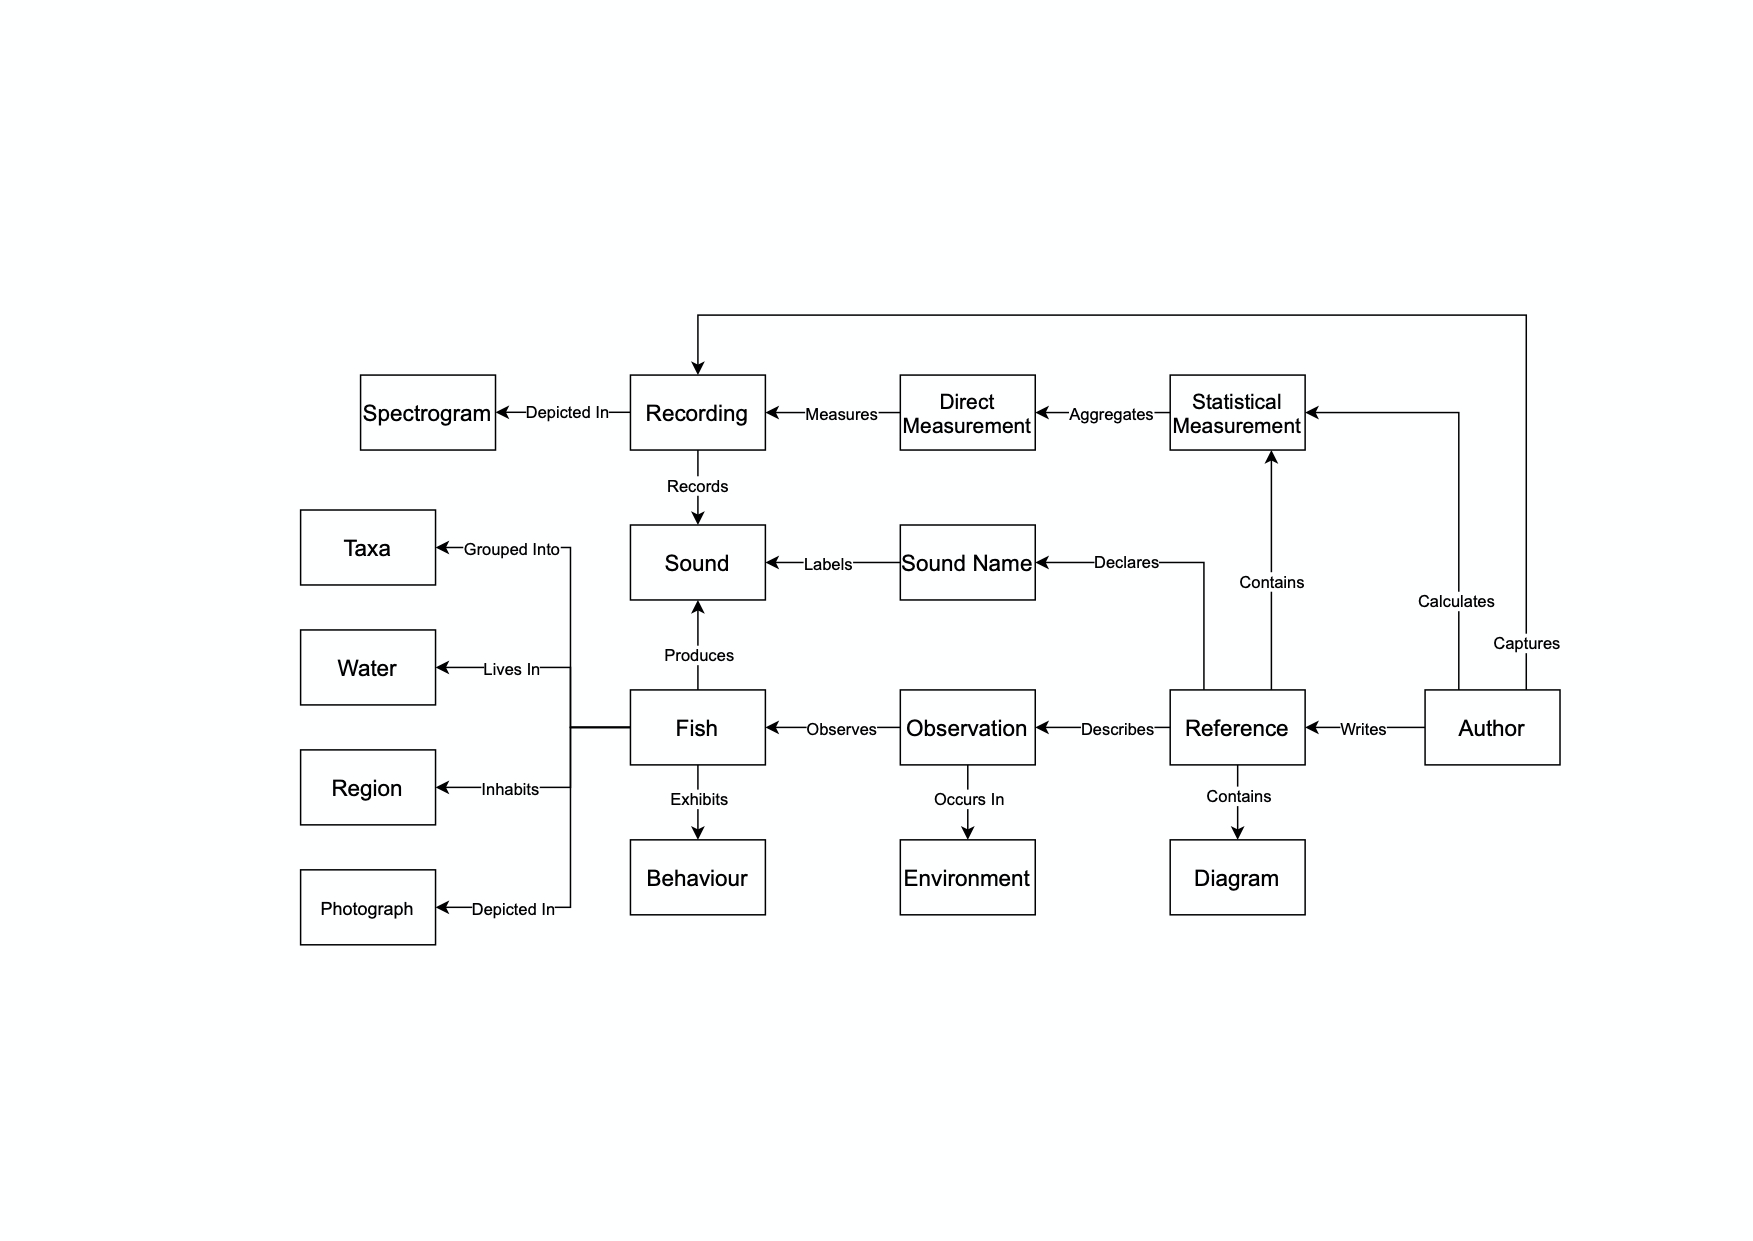 Spectrogram
Depicted In
Recording
Measures
Direct
Measurement
Aggregates
Statistical
Measurement
Records
Taxa
Grouped Into
Sound
Labels
Sound Name
Declares
Contains
Calculates
Captures
Water
Lives In
Produces
Fish
Observes
Observation
Describes
Reference
Writes
Author
Region
Inhabits
Exhibits
Occurs In
Contains
Photograph
Depicted In
Behaviour
Environment
Diagram